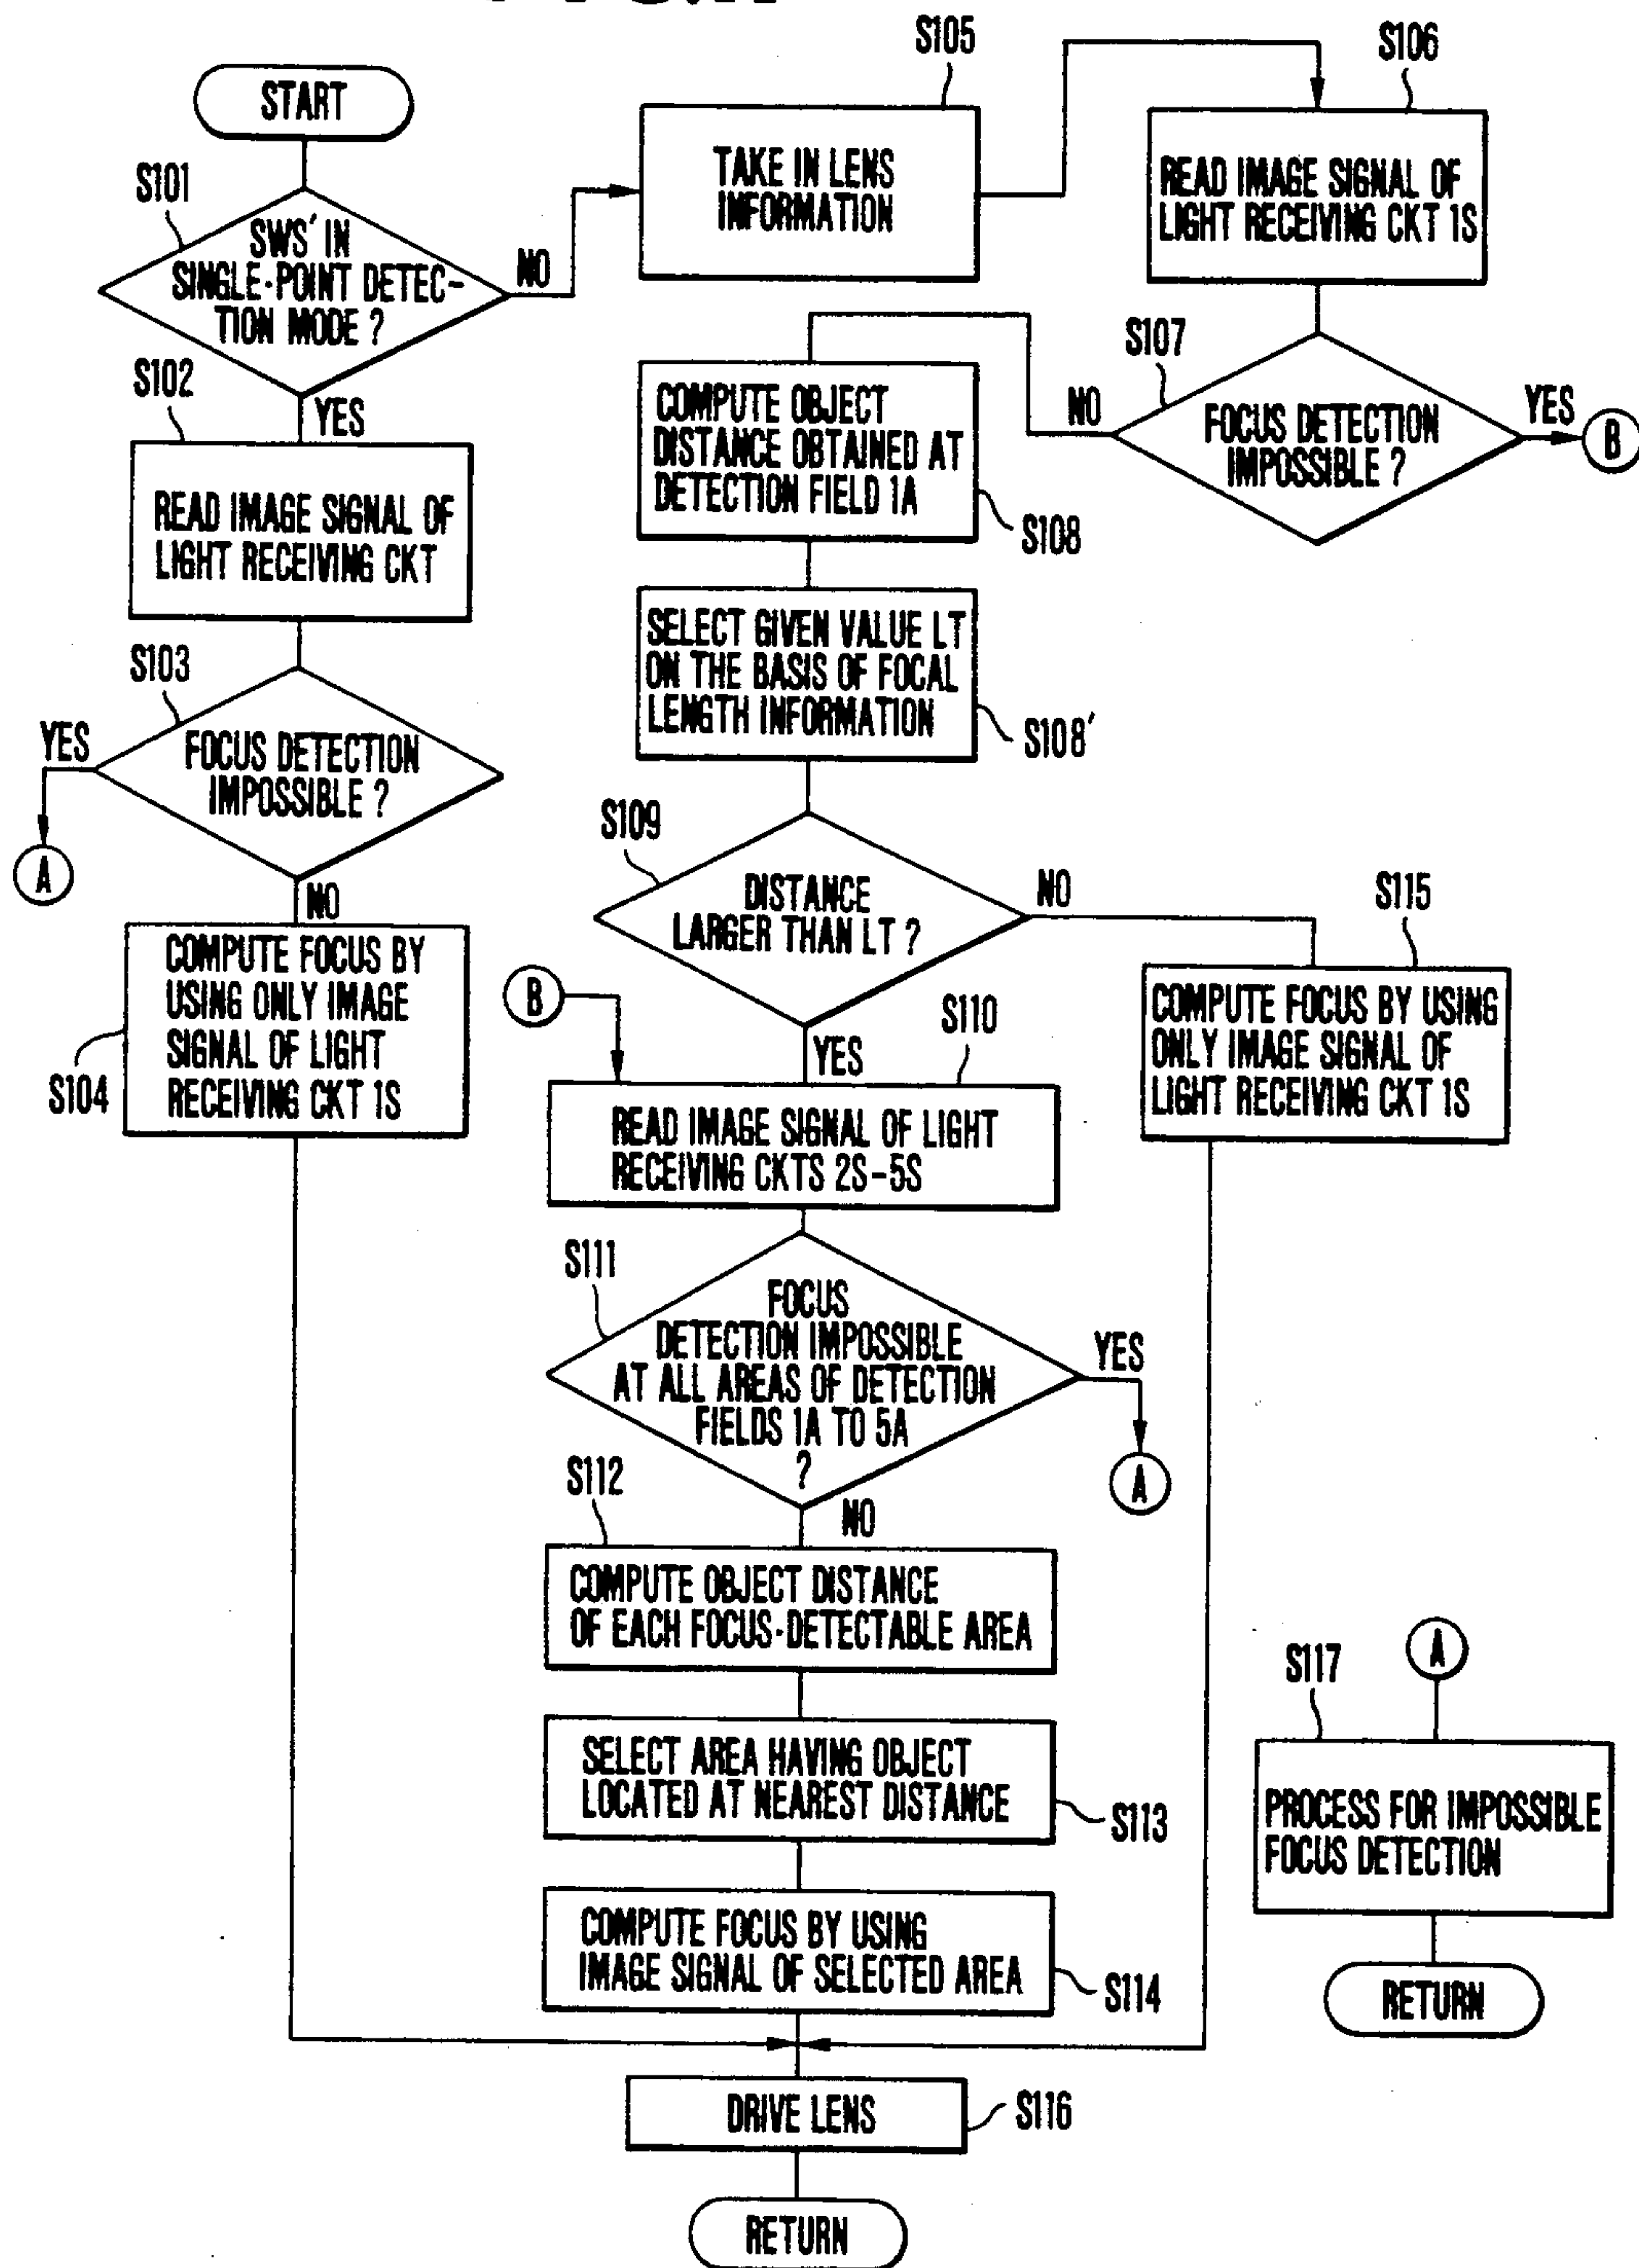 START
S101
SWS' IN
SINGLE-POINT DETEC-
TION MODE ?
NO
YES
S102
READ IMAGE SIGNAL OF
LIGHT RECEIVING CKT
S103
FOCUS DETECTION
IMPOSSIBLE ?
YES
A
NO
COMPUTE FOCUS BY
USING ONLY IMAGE
SIGNAL OF LIGHT
RECEIVING CKT 1S
S104
S105
TAKE IN LENS
INFORMATION
S106
READ IMAGE SIGNAL OF
LIGHT RECEIVING CKT 1S
S107
FOCUS DETECTION
IMPOSSIBLE ?
NO
YES
B
COMPUTE OBJECT
DISTANCE OBTAINED AT
DETECTION FIELD 1A
S108
SELECT GIVEN VALUE LT
ON THE BASIS OF FOCAL
LENGTH INFORMATION
S108'
S109
DISTANCE
LARGER THAN LT ?
NO
YES
S115
COMPUTE FOCUS BY USING
ONLY IMAGE SIGNAL OF
LIGHT RECEIVING CKT 1S
B
S110
READ IMAGE SIGNAL OF LIGHT
RECEIVING CKTS 2S-5S
S111
FOCUS
DETECTION IMPOSSIBLE
AT ALL AREAS OF DETECTION
FIELDS 1A TO 5A
?
YES
A
NO
S112
COMPUTE OBJECT DISTANCE
OF EACH FOCUS-DETECTABLE AREA
SELECT AREA HAVING OBJECT
LOCATED AT NEAREST DISTANCE
S113
COMPUTE FOCUS BY USING
IMAGE SIGNAL OF SELECTED AREA
S114
DRIVE LENS
S116
RETURN
A
S117
PROCESS FOR IMPOSSIBLE
FOCUS DETECTION
RETURN